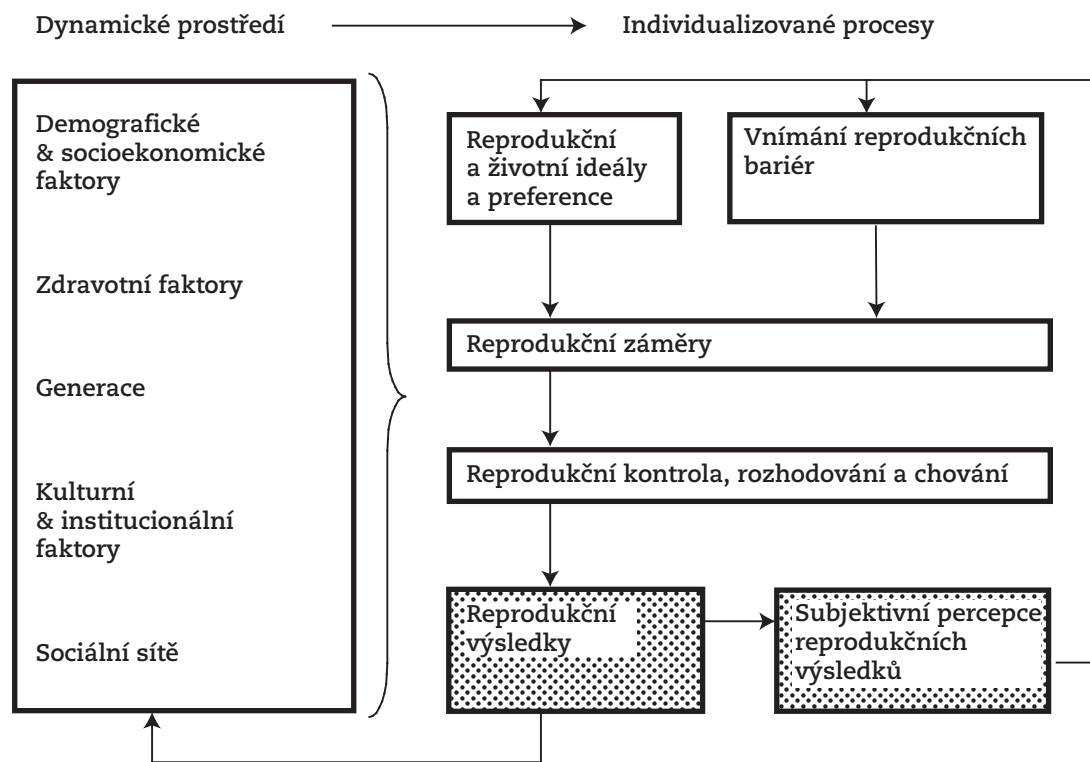 Dynamické prostředí
Individualizované procesy
Demografické
& socioekonomické
faktory
Zdravotní faktory
Generace
Kulturní
& institucionální
faktory
Sociální sítě
Reprodukční
a životní ideály
a preference
Vnímání reprodukčních
bariér
Reprodukční záměry
Reprodukční kontrola, rozhodování a chování
Reprodukční
výsledky
Subjektivní percepce
reprodukčních
výsledků